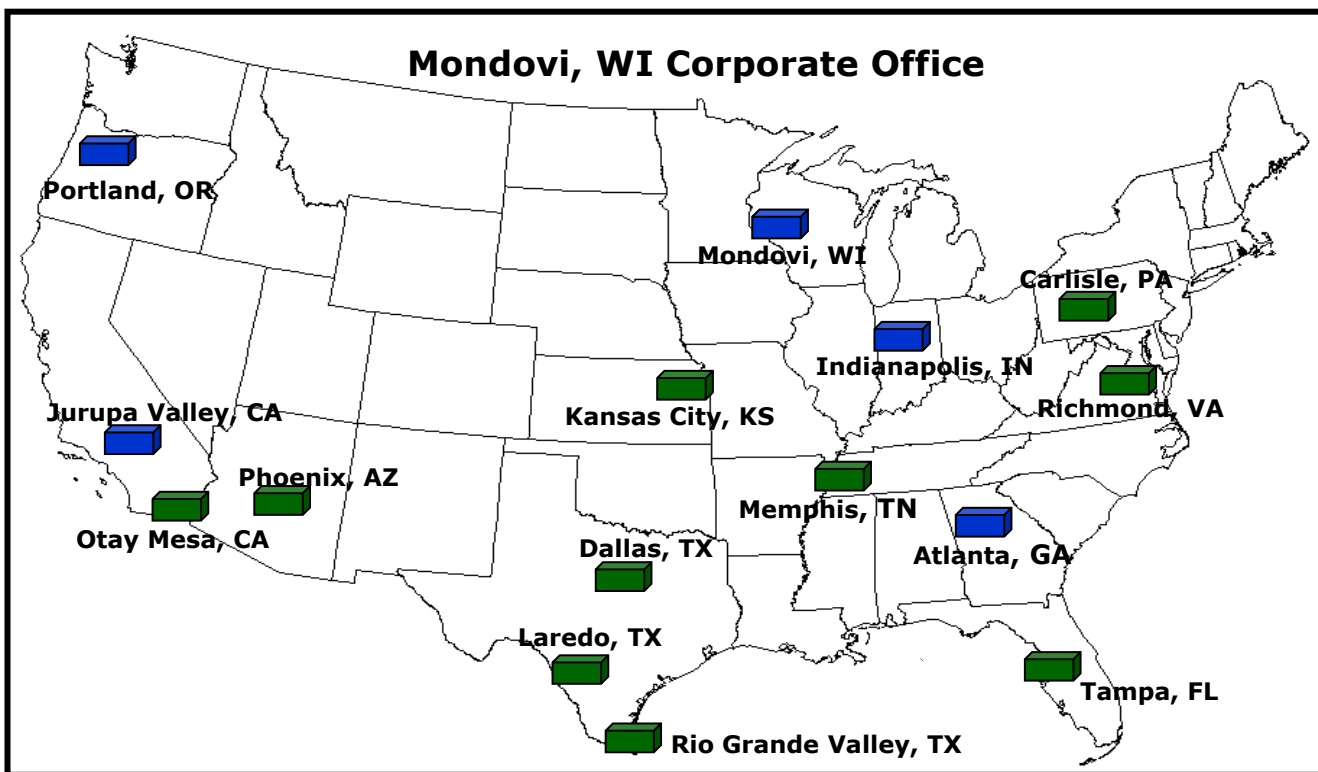 Mondovi, WI Corporate Office
Portland, OR
Mondovi, WI
Carlisle, PA
Indianapolis, IN
Kansas City, KS
Richmond, VA
Jurupa Valley, CA
Phoenix, AZ
Memphis, TN
Otay Mesa, CA
Dallas, TX
Atlanta, GA
Laredo, TX
Tampa, FL
Rio Grande Valley, TX